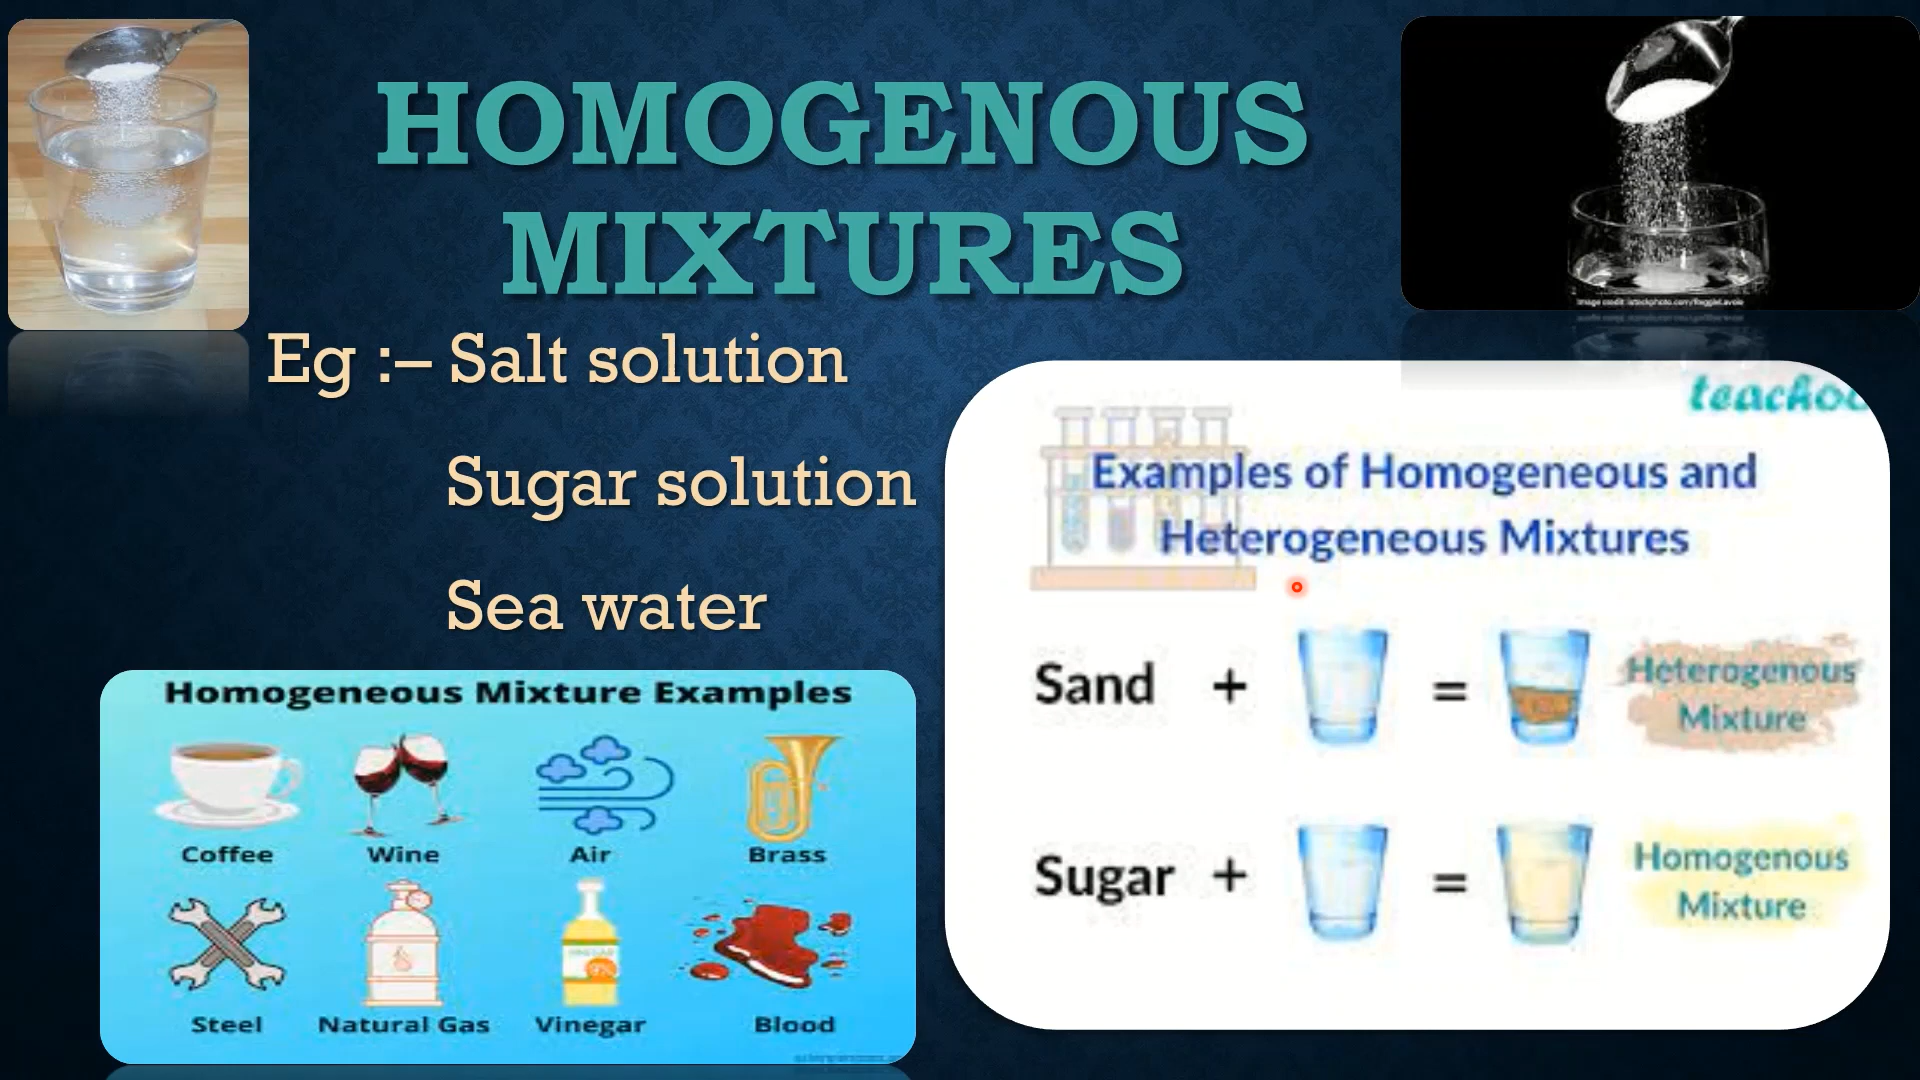 HOMOGENOUS
MIXTURES
Eg :– Salt solution
Sugar solution
Sea water
Homogeneous Mixture Examples
Coffee Wine Air Brass
Steel Natural Gas Vinegar Blood
Examples of Homogeneous and
Heterogeneous Mixtures
Sand + = Heterogenous
Mixture
Sugar + = Homogenous
Mixture